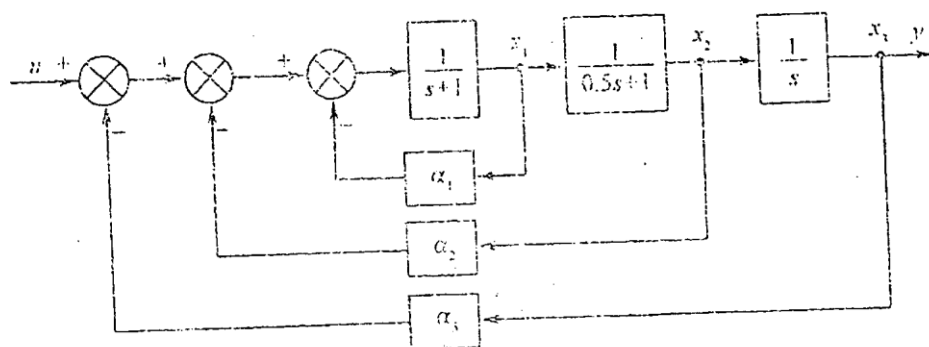 u + + + 1/(s+1) x₁ 1/(0.5s+1) x₂ 1/s x₃ y
− − −
α₁
α₂
α₃